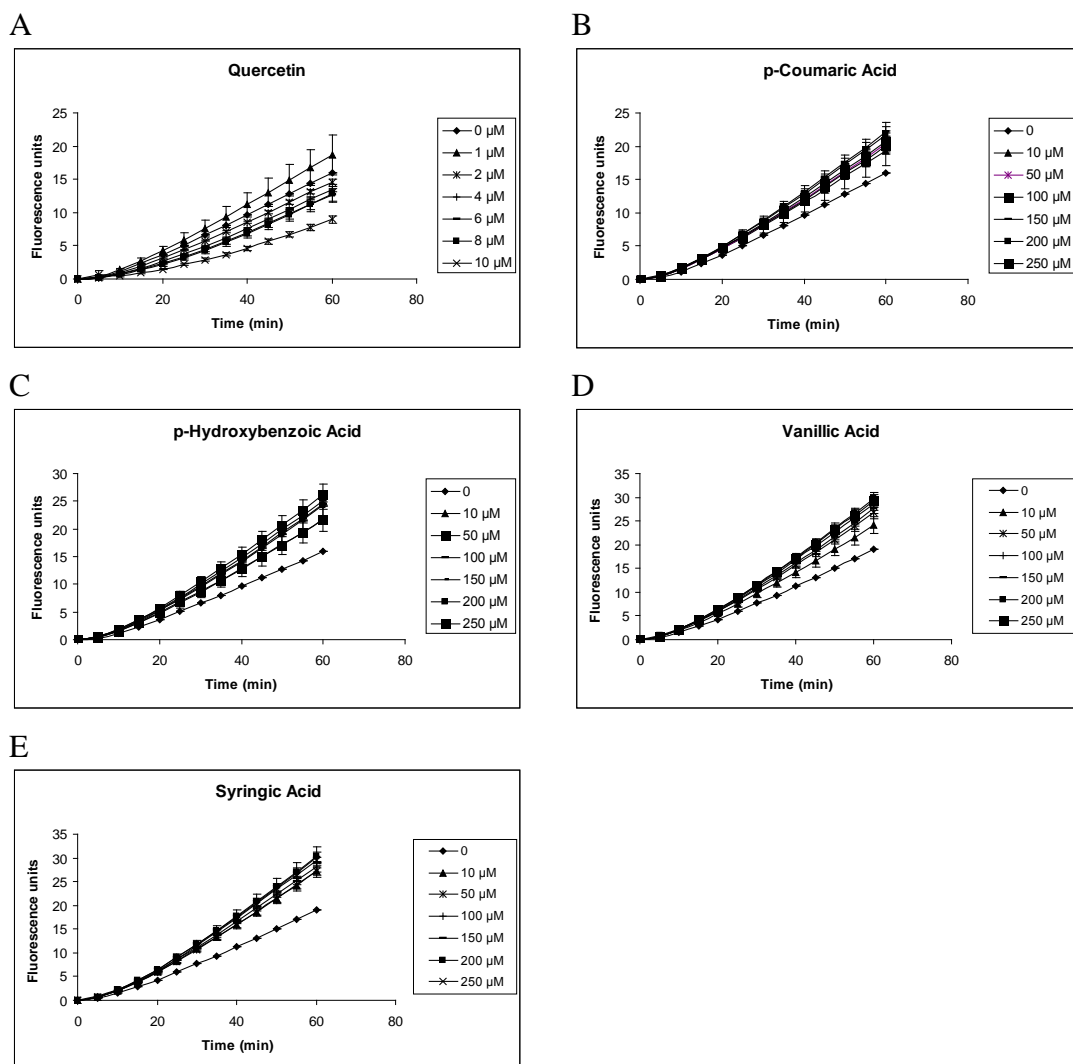 A
Quercetin
Fluorescence units
25
20
15
10
5
0
0 20 40 60 80
Time (min)
0 µM
1 µM
2 µM
4 µM
6 µM
8 µM
10 µM
B
p-Coumaric Acid
Fluorescence units
25
20
15
10
5
0
0 20 40 60 80
Time (min)
0
10 µM
50 µM
100 µM
150 µM
200 µM
250 µM
C
p-Hydroxybenzoic Acid
Fluorescence units
30
25
20
15
10
5
0
0 20 40 60 80
Time (min)
0
10 µM
50 µM
100 µM
150 µM
200 µM
250 µM
D
Vanillic Acid
Fluorescence units
35
30
25
20
15
10
5
0
0 20 40 60 80
Time (min)
0
10 µM
50 µM
100 µM
150 µM
200 µM
250 µM
E
Syringic Acid
Fluorescence units
35
30
25
20
15
10
5
0
0 20 40 60 80
Time (min)
0
10 µM
50 µM
100 µM
150 µM
200 µM
250 µM